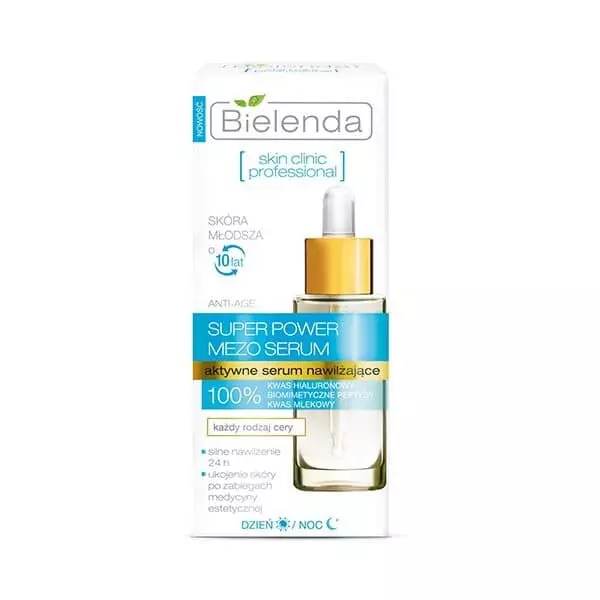 NOWOŚĆ
Bielenda
[ skin clinic
professional ]
SKÓRA
MŁODSZA
o 10 lat
ANTI-AGE
SUPER POWER
MEZO SERUM
aktywne serum nawilżające
100% KWAS HIALURONOWY
BIOMIMETYCZNE PEPTYDY
KWAS MLEKOWY
każdy rodzaj cery
• silne nawilżenie
24 h
• ukojenie skóry
po zabiegach
medycyny
estetycznej
DZIEŃ / NOC